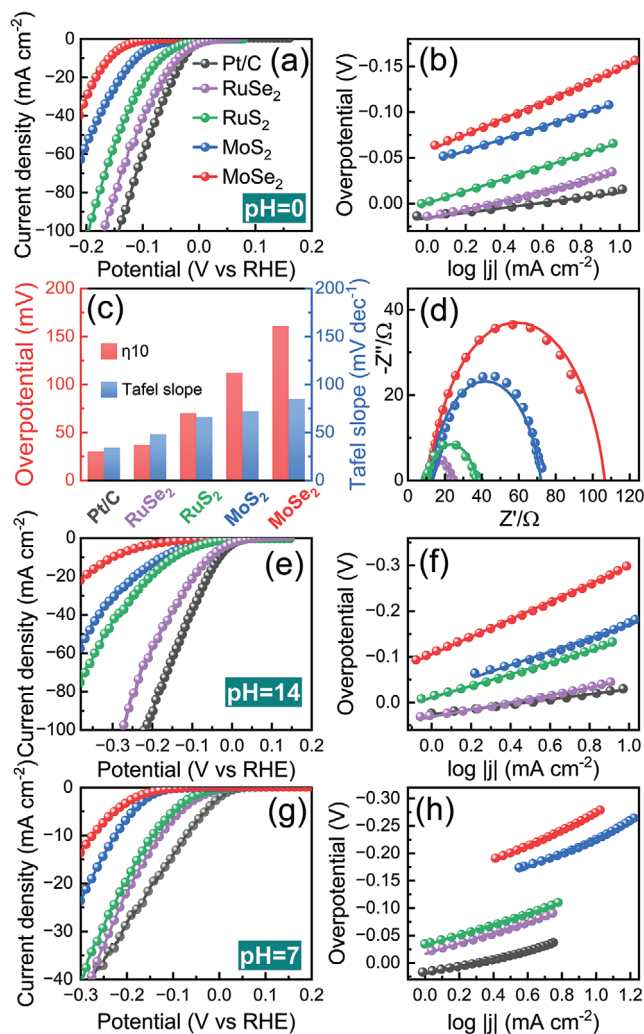 Current density (mA cm⁻²)
0
−20
−40
−60
−80
−100
(a)
Pt/C
RuSe₂
RuS₂
MoS₂
MoSe₂
pH=0
−0.2 −0.1 0.0 0.1 0.2
Potential (V vs RHE)
Overpotential (V)
(b)
−0.15
−0.10
−0.05
0.00
0.0 0.2 0.4 0.6 0.8 1.0
log |j| (mA cm⁻²)
Overpotential (mV)
200
150
100
50
0
(c)
η10
Tafel slope
Pt/C RuSe₂ RuS₂ MoS₂ MoSe₂
200
150
100
50
0
Tafel slope (mV dec⁻¹)
-Z''/Ω
-40
-20
0
(d)
0 20 40 60 80 100 120
Z'/Ω
Current density (mA cm⁻²)
0
−20
−40
−60
−80
−100
(e)
pH=14
−0.3 −0.2 −0.1 0.0 0.1 0.2
Potential (V vs RHE)
Overpotential (V)
(f)
−0.3
−0.2
−0.1
0.0
0.0 0.2 0.4 0.6 0.8 1.0
log |j| (mA cm⁻²)
Current density (mA cm⁻²)
0
−10
−20
−30
−40
(g)
pH=7
−0.3 −0.2 −0.1 0.0 0.1 0.2
Potential (V vs RHE)
Overpotential (V)
(h)
−0.30
−0.25
−0.20
−0.15
−0.10
−0.05
0.00
0.0 0.2 0.4 0.6 0.8 1.0 1.2
log |j| (mA cm⁻²)